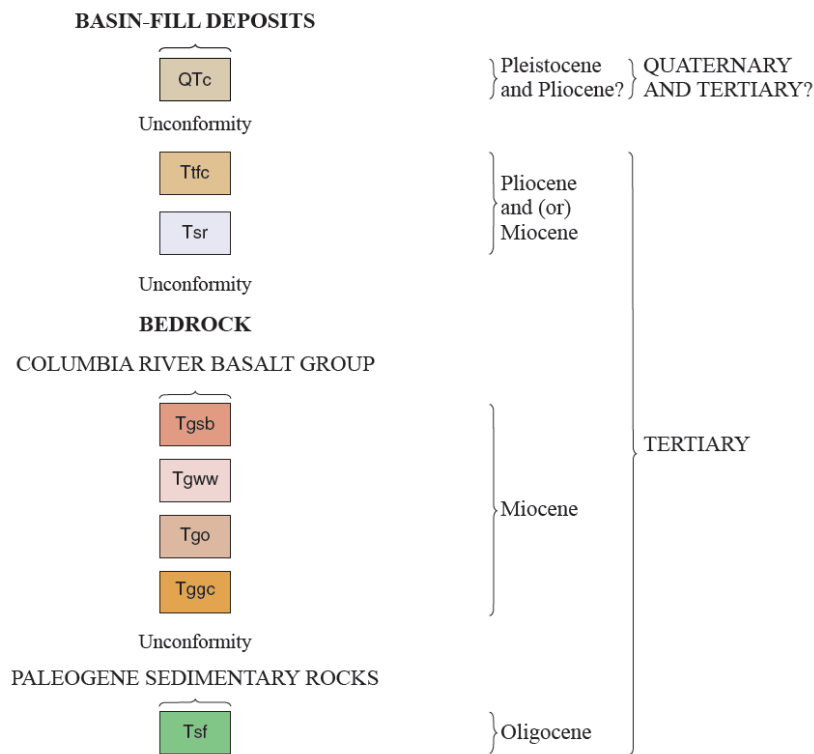 BASIN-FILL DEPOSITS
QTc
Pleistocene
and Pliocene?
QUATERNARY
AND TERTIARY?
Unconformity
Ttfc
Tsr
Pliocene
and (or)
Miocene
Unconformity
BEDROCK
COLUMBIA RIVER BASALT GROUP
Tgsb
Tgww
Tgo
Tggc
Miocene
TERTIARY
Unconformity
PALEOGENE SEDIMENTARY ROCKS
Tsf
Oligocene